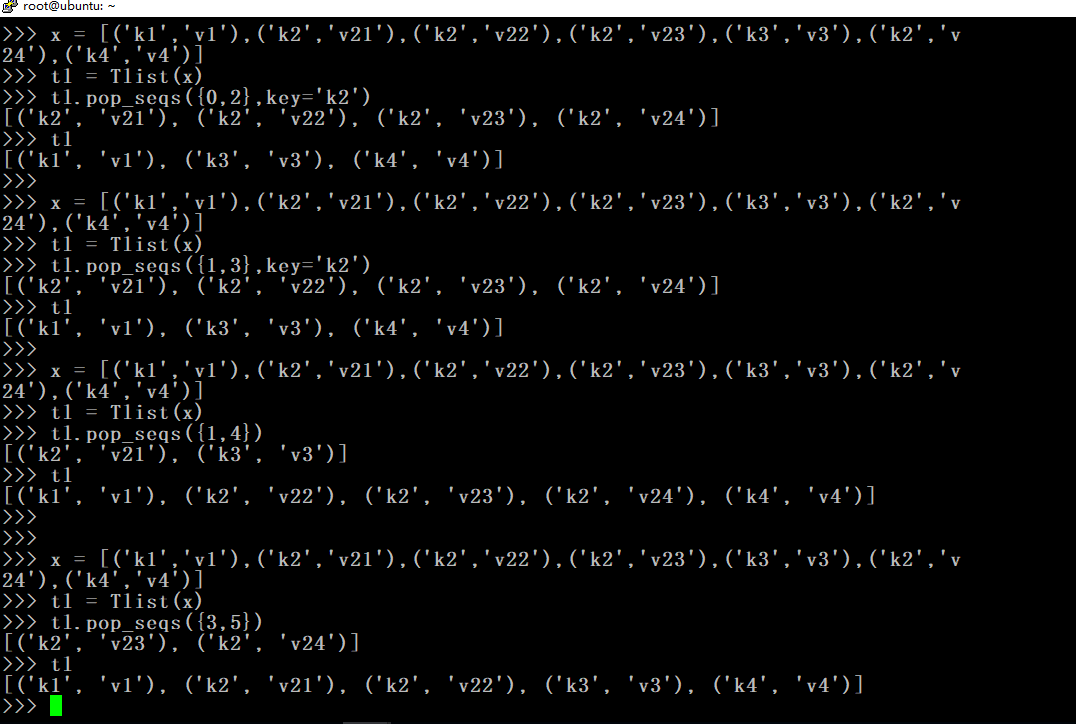 root@ubuntu: ~
>>> x = [('k1','v1'),('k2','v21'),('k2','v22'),('k2','v23'),('k3','v3'),('k2','v
24'),('k4','v4')]
>>> tl = Tlist(x)
>>> tl.pop_seqs({0,2},key='k2')
[('k2', 'v21'), ('k2', 'v22'), ('k2', 'v23'), ('k2', 'v24')]
>>> tl
[('k1', 'v1'), ('k3', 'v3'), ('k4', 'v4')]
>>>
>>> x = [('k1','v1'),('k2','v21'),('k2','v22'),('k2','v23'),('k3','v3'),('k2','v
24'),('k4','v4')]
>>> tl = Tlist(x)
>>> tl.pop_seqs({1,3},key='k2')
[('k2', 'v21'), ('k2', 'v22'), ('k2', 'v23'), ('k2', 'v24')]
>>> tl
[('k1', 'v1'), ('k3', 'v3'), ('k4', 'v4')]
>>>
>>> x = [('k1','v1'),('k2','v21'),('k2','v22'),('k2','v23'),('k3','v3'),('k2','v
24'),('k4','v4')]
>>> tl = Tlist(x)
>>> tl.pop_seqs({1,4})
[('k2', 'v21'), ('k3', 'v3')]
>>> tl
[('k1', 'v1'), ('k2', 'v22'), ('k2', 'v23'), ('k2', 'v24'), ('k4', 'v4')]
>>>
>>>
>>> x = [('k1','v1'),('k2','v21'),('k2','v22'),('k2','v23'),('k3','v3'),('k2','v
24'),('k4','v4')]
>>> tl = Tlist(x)
>>> tl.pop_seqs({3,5})
[('k2', 'v23'), ('k2', 'v24')]
>>> tl
[('k1', 'v1'), ('k2', 'v21'), ('k2', 'v22'), ('k3', 'v3'), ('k4', 'v4')]
>>>